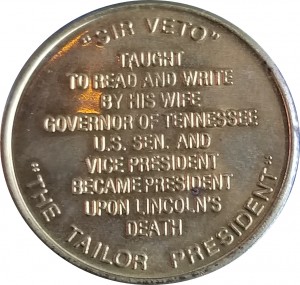 "SIR VETO"
TAUGHT
TO READ AND WRITE
BY HIS WIFE
GOVERNOR OF TENNESSEE
U.S. SEN. AND
VICE PRESIDENT
BECAME PRESIDENT
UPON LINCOLN'S
DEATH
"THE TAILOR PRESIDENT"